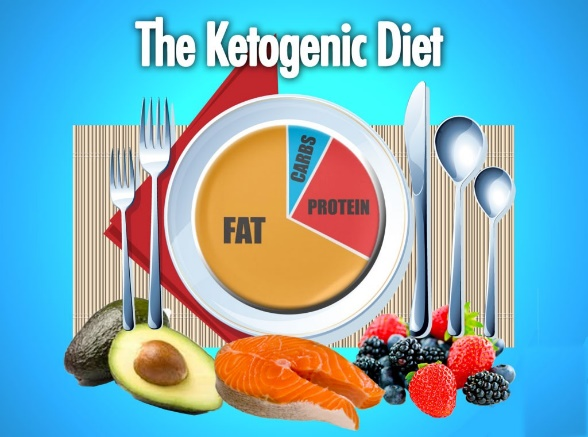 The Ketogenic Diet
CARBS
PROTEIN
FAT